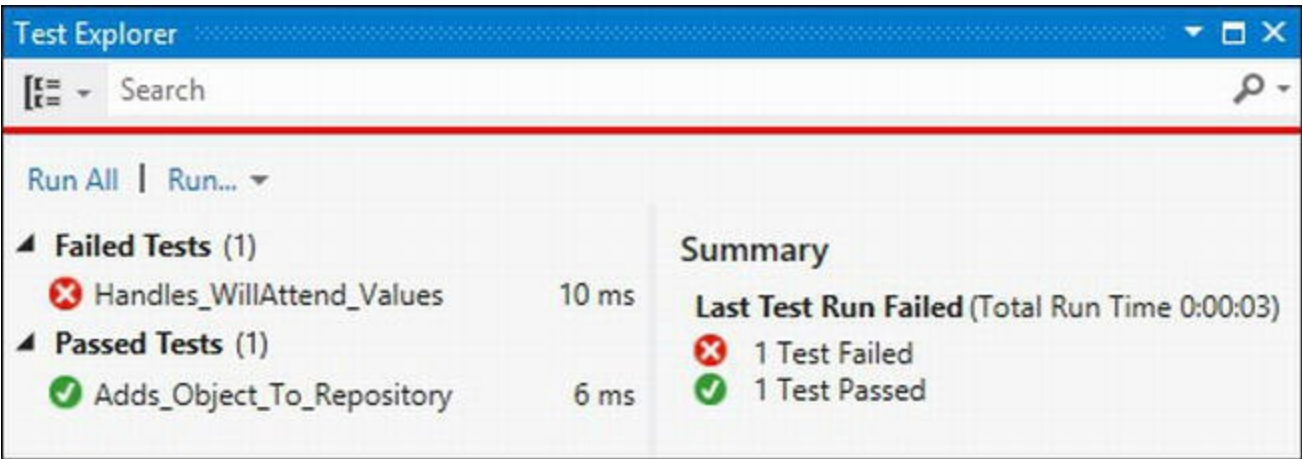 Test Explorer
Search
Run All | Run...
Failed Tests (1)
Handles_WillAttend_Values 10 ms
Passed Tests (1)
Adds_Object_To_Repository 6 ms
Summary
Last Test Run Failed (Total Run Time 0:00:03)
1 Test Failed
1 Test Passed